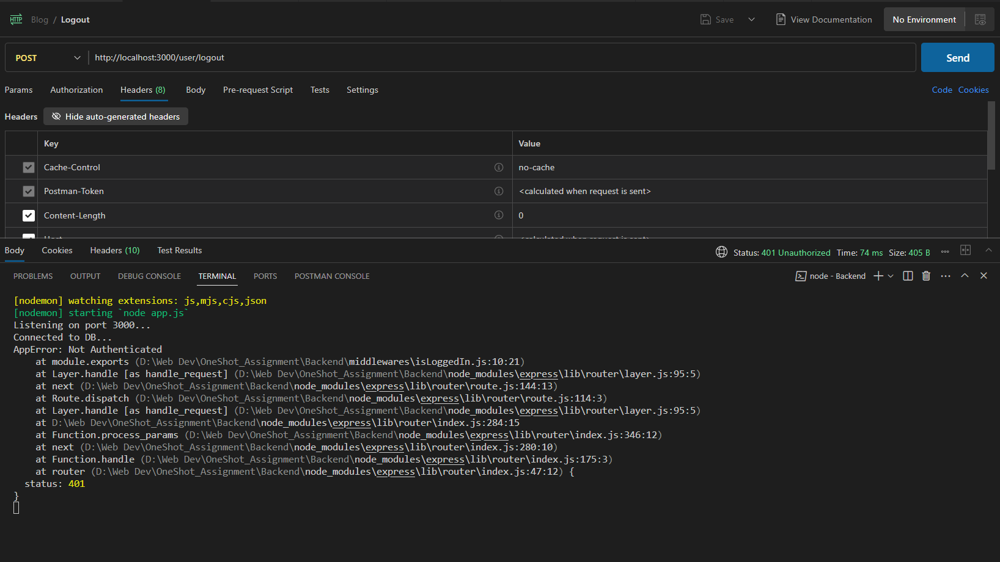 HTTP Blog / Logout Save View Documentation No Environment
POST http://localhost:3000/user/logout Send
Params Authorization Headers (8) Body Pre-request Script Tests Settings Code Cookies
Headers Hide auto-generated headers
Key Value
Cache-Control no-cache
Postman-Token <calculated when request is sent>
Content-Length 0
Host <calculated when request is sent>
Body Cookies Headers (10) Test Results Status: 401 Unauthorized Time: 74 ms Size: 405 B
PROBLEMS OUTPUT DEBUG CONSOLE TERMINAL PORTS POSTMAN CONSOLE node - Backend
[nodemon] watching extensions: js,mjs,cjs,json
[nodemon] starting `node app.js`
Listening on port 3000...
Connected to DB...
AppError: Not Authenticated
at module.exports (D:\Web Dev\OneShot_Assignment\Backend\middlewares\isLoggedIn.js:10:21)
at Layer.handle [as handle_request] (D:\Web Dev\OneShot_Assignment\Backend\node_modules\express\lib\router\layer.js:95:5)
at next (D:\Web Dev\OneShot_Assignment\Backend\node_modules\express\lib\router\route.js:144:13)
at Route.dispatch (D:\Web Dev\OneShot_Assignment\Backend\node_modules\express\lib\router\route.js:114:3)
at Layer.handle [as handle_request] (D:\Web Dev\OneShot_Assignment\Backend\node_modules\express\lib\router\layer.js:95:5)
at D:\Web Dev\OneShot_Assignment\Backend\node_modules\express\lib\router\index.js:284:15
at Function.process_params (D:\Web Dev\OneShot_Assignment\Backend\node_modules\express\lib\router\index.js:346:12)
at next (D:\Web Dev\OneShot_Assignment\Backend\node_modules\express\lib\router\index.js:280:10)
at Function.handle (D:\Web Dev\OneShot_Assignment\Backend\node_modules\express\lib\router\index.js:175:3)
at router (D:\Web Dev\OneShot_Assignment\Backend\node_modules\express\lib\router\index.js:47:12) {
status: 401
}